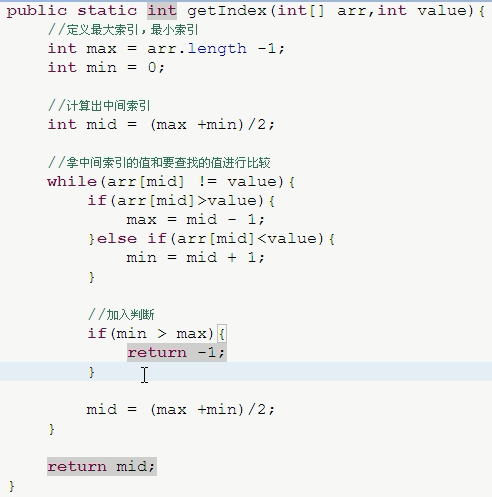 public static int getIndex(int[] arr,int value){
//定义最大索引，最小索引
int max = arr.length -1;
int min = 0;
//计算出中间索引
int mid = (max +min)/2;
//拿中间索引的值和要查找的值进行比较
while(arr[mid] != value){
if(arr[mid]>value){
max = mid - 1;
}else if(arr[mid]<value){
min = mid + 1;
}
//加入判断
if(min > max){
return -1;
}
mid = (max +min)/2;
}
return mid;
}